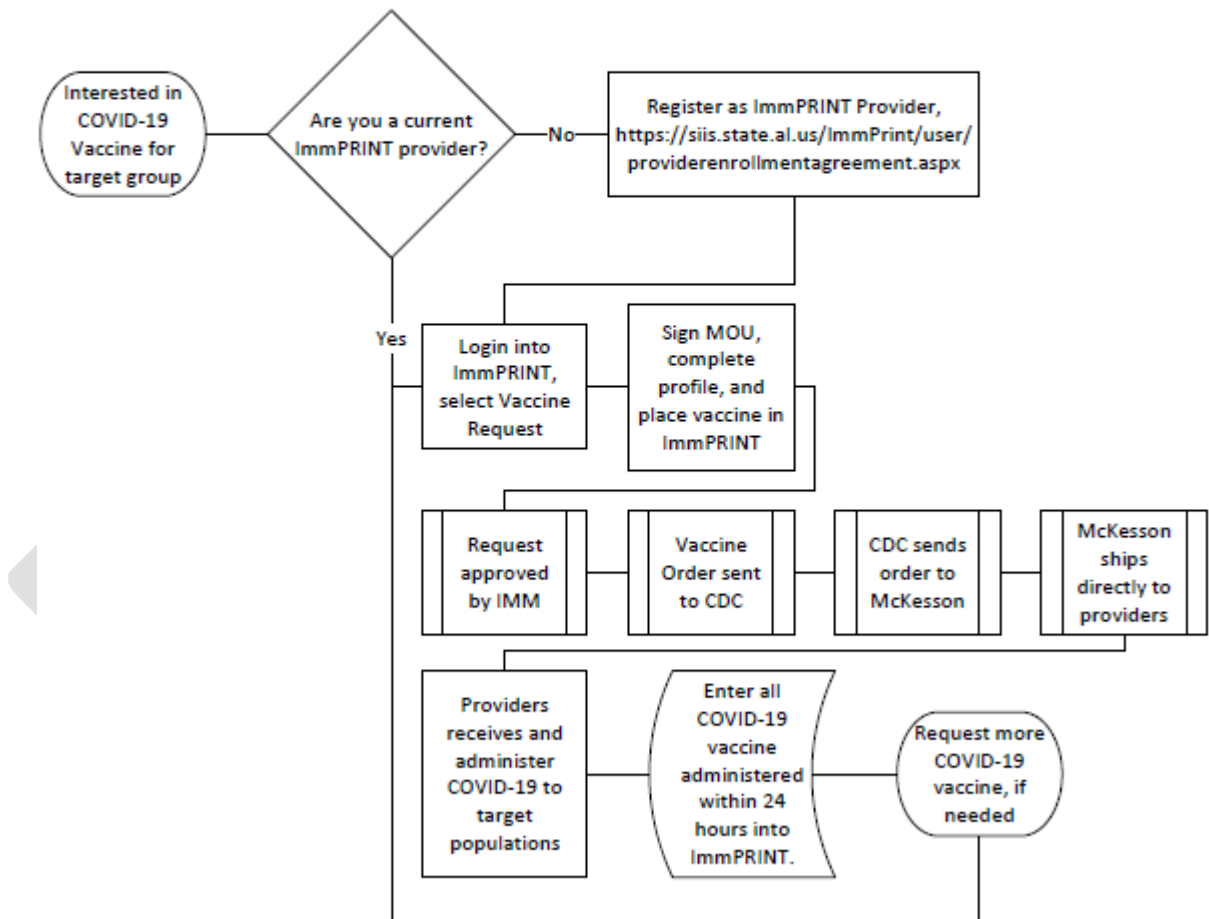 Interested in
COVID-19
Vaccine for
target group
Are you a current
ImmPRINT provider?
No
Register as ImmPRINT Provider,
https://siis.state.al.us/ImmPrint/user/
providerenrollmentagreement.aspx
Yes
Login into
ImmPRINT,
select Vaccine
Request
Sign MOU,
complete
profile, and
place vaccine in
ImmPRINT
Request
approved
by IMM
Vaccine
Order sent
to CDC
CDC sends
order to
McKesson
McKesson
ships
directly to
providers
Providers
receives and
administer
COVID-19 to
target
populations
Enter all
COVID-19
vaccine
administered
within 24
hours into
ImmPRINT.
Request more
COVID-19
vaccine, if
needed